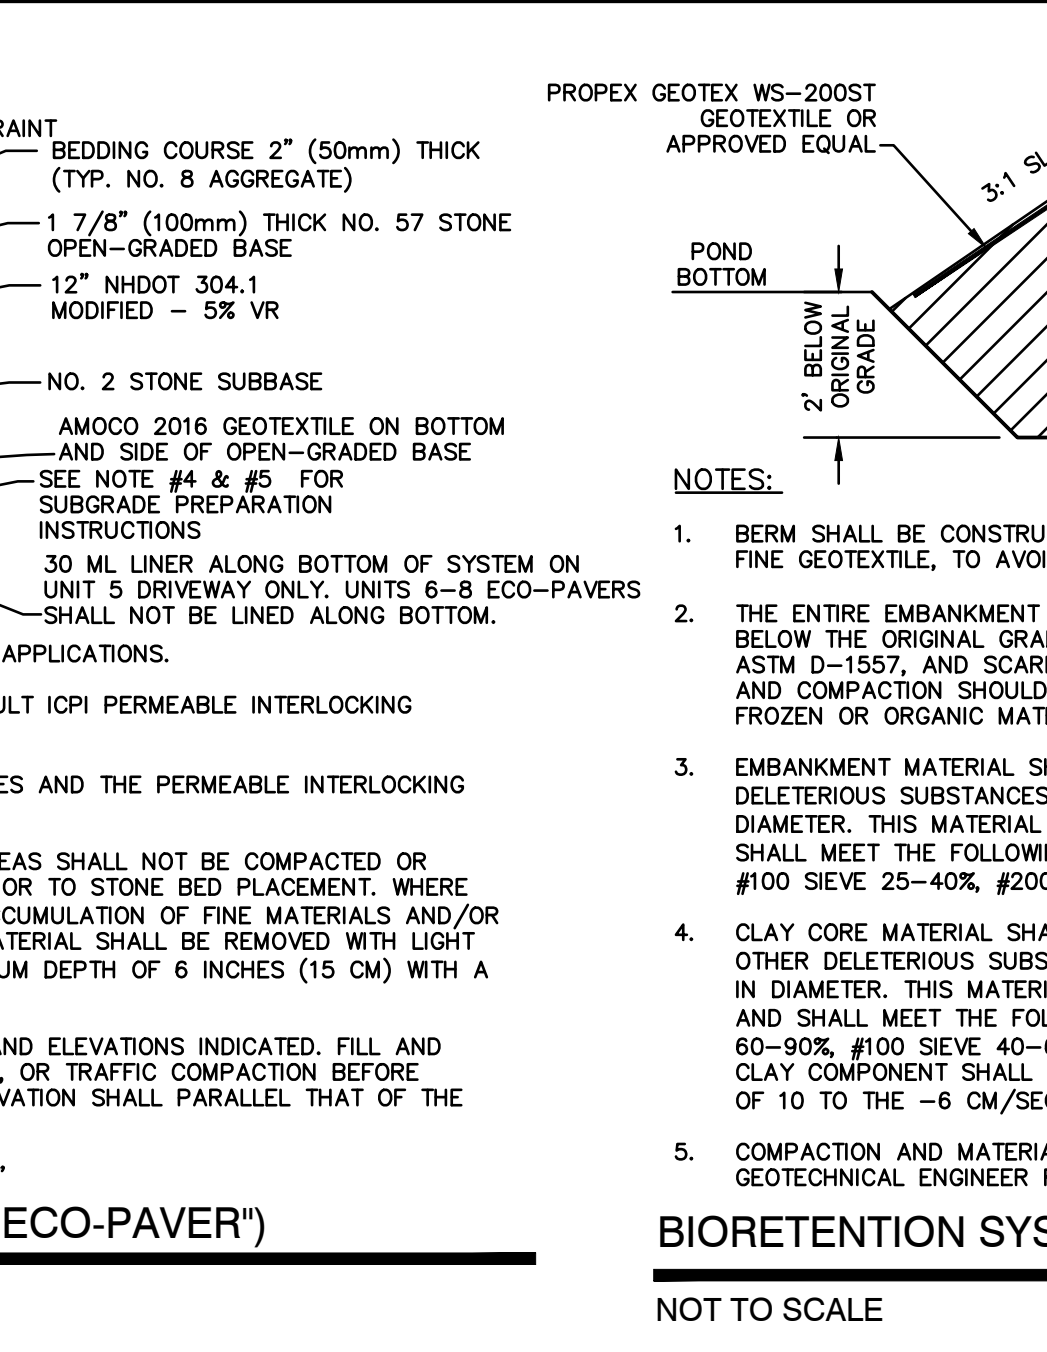 RAINT
BEDDING COURSE 2" (50mm) THICK
(TYP. NO. 8 AGGREGATE)
1 7/8" (100mm) THICK NO. 57 STONE
OPEN-GRADED BASE
12" NHDOT 304.1
MODIFIED - 5% VR
NO. 2 STONE SUBBASE
AMOCO 2016 GEOTEXTILE ON BOTTOM
AND SIDE OF OPEN-GRADED BASE
SEE NOTE #4 & #5 FOR
SUBGRADE PREPARATION
INSTRUCTIONS
30 ML LINER ALONG BOTTOM OF SYSTEM ON
UNIT 5 DRIVEWAY ONLY. UNITS 6-8 ECO-PAVERS
SHALL NOT BE LINED ALONG BOTTOM.
APPLICATIONS.
ULT ICPI PERMEABLE INTERLOCKING
ES AND THE PERMEABLE INTERLOCKING
EAS SHALL NOT BE COMPACTED OR
OR TO STONE BED PLACEMENT. WHERE
CCUMULATION OF FINE MATERIALS AND/OR
ATERIAL SHALL BE REMOVED WITH LIGHT
UM DEPTH OF 6 INCHES (15 CM) WITH A
AND ELEVATIONS INDICATED. FILL AND
, OR TRAFFIC COMPACTION BEFORE
VATION SHALL PARALLEL THAT OF THE
,
ECO-PAVER")
PROPEX GEOTEX WS-200ST
GEOTEXTILE OR
APPROVED EQUAL
3:1 SL
POND
BOTTOM
2' BELOW
ORIGINAL
GRADE
NOTES:
1. BERM SHALL BE CONSTRU
FINE GEOTEXTILE, TO AVOI
2. THE ENTIRE EMBANKMENT
BELOW THE ORIGINAL GRA
ASTM D-1557, AND SCARI
AND COMPACTION SHOULD
FROZEN OR ORGANIC MATE
3. EMBANKMENT MATERIAL SH
DELETERIOUS SUBSTANCES
DIAMETER. THIS MATERIAL
SHALL MEET THE FOLLOWI
#100 SIEVE 25-40%, #200
4. CLAY CORE MATERIAL SHA
OTHER DELETERIOUS SUBS
IN DIAMETER. THIS MATERI
AND SHALL MEET THE FOL
60-90%, #100 SIEVE 40-6
CLAY COMPONENT SHALL
OF 10 TO THE -6 CM/SEC
5. COMPACTION AND MATERIA
GEOTECHNICAL ENGINEER F
BIORETENTION SYS
NOT TO SCALE